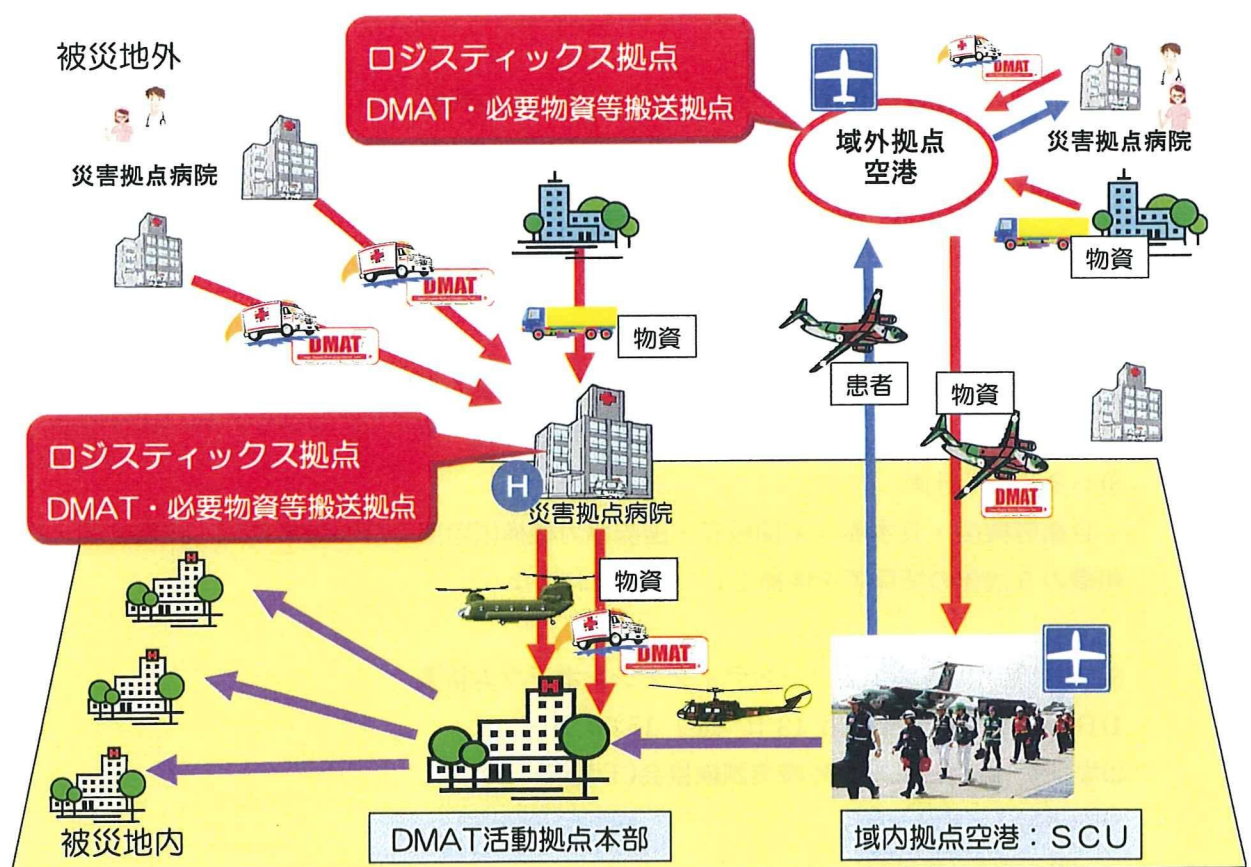 被災地外
災害拠点病院
ロジスティックス拠点
DMAT・必要物資等搬送拠点
域外拠点
空港
DMAT
災害拠点病院
物資
DMAT
DMAT
物資
患者
物資
DMAT
ロジスティックス拠点
DMAT・必要物資等搬送拠点
H
災害拠点病院
物資
DMAT
H
H
H
H
被災地内
DMAT活動拠点本部
域内拠点空港：SCU